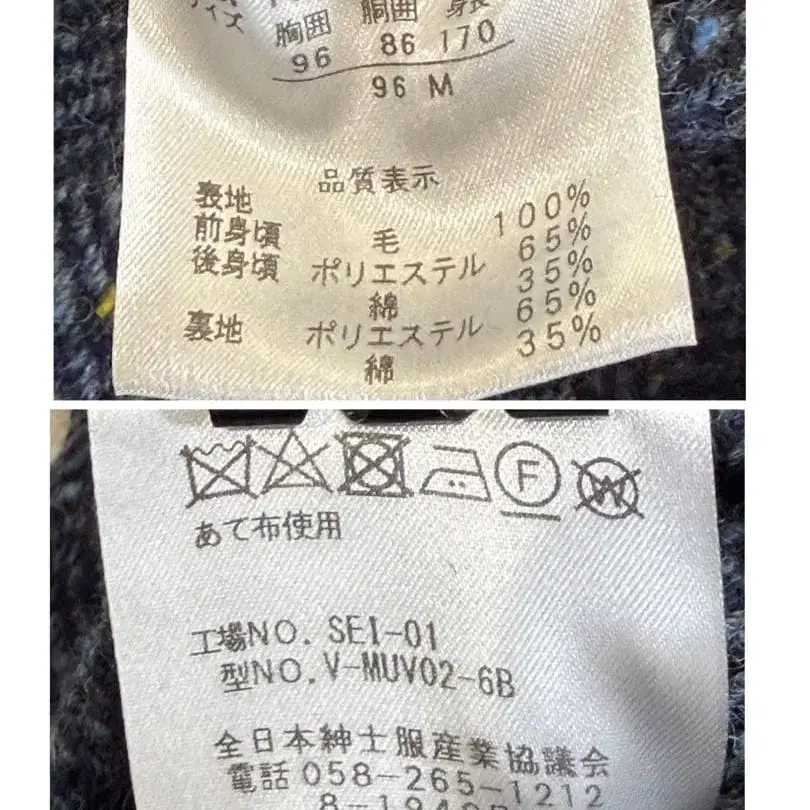 イズ 胸囲 胴囲 身長
96 86 170
96 M
品質表示
表地
前身頃 毛 100%
後身頃 ポリエステル 65%
綿 35%
裏地 ポリエステル 65%
綿 35%
F W
あて布使用
工場NO. SEI-01
型NO. V-MUV02-6B
全日本紳士服産業協議会
電話 058-265-1212